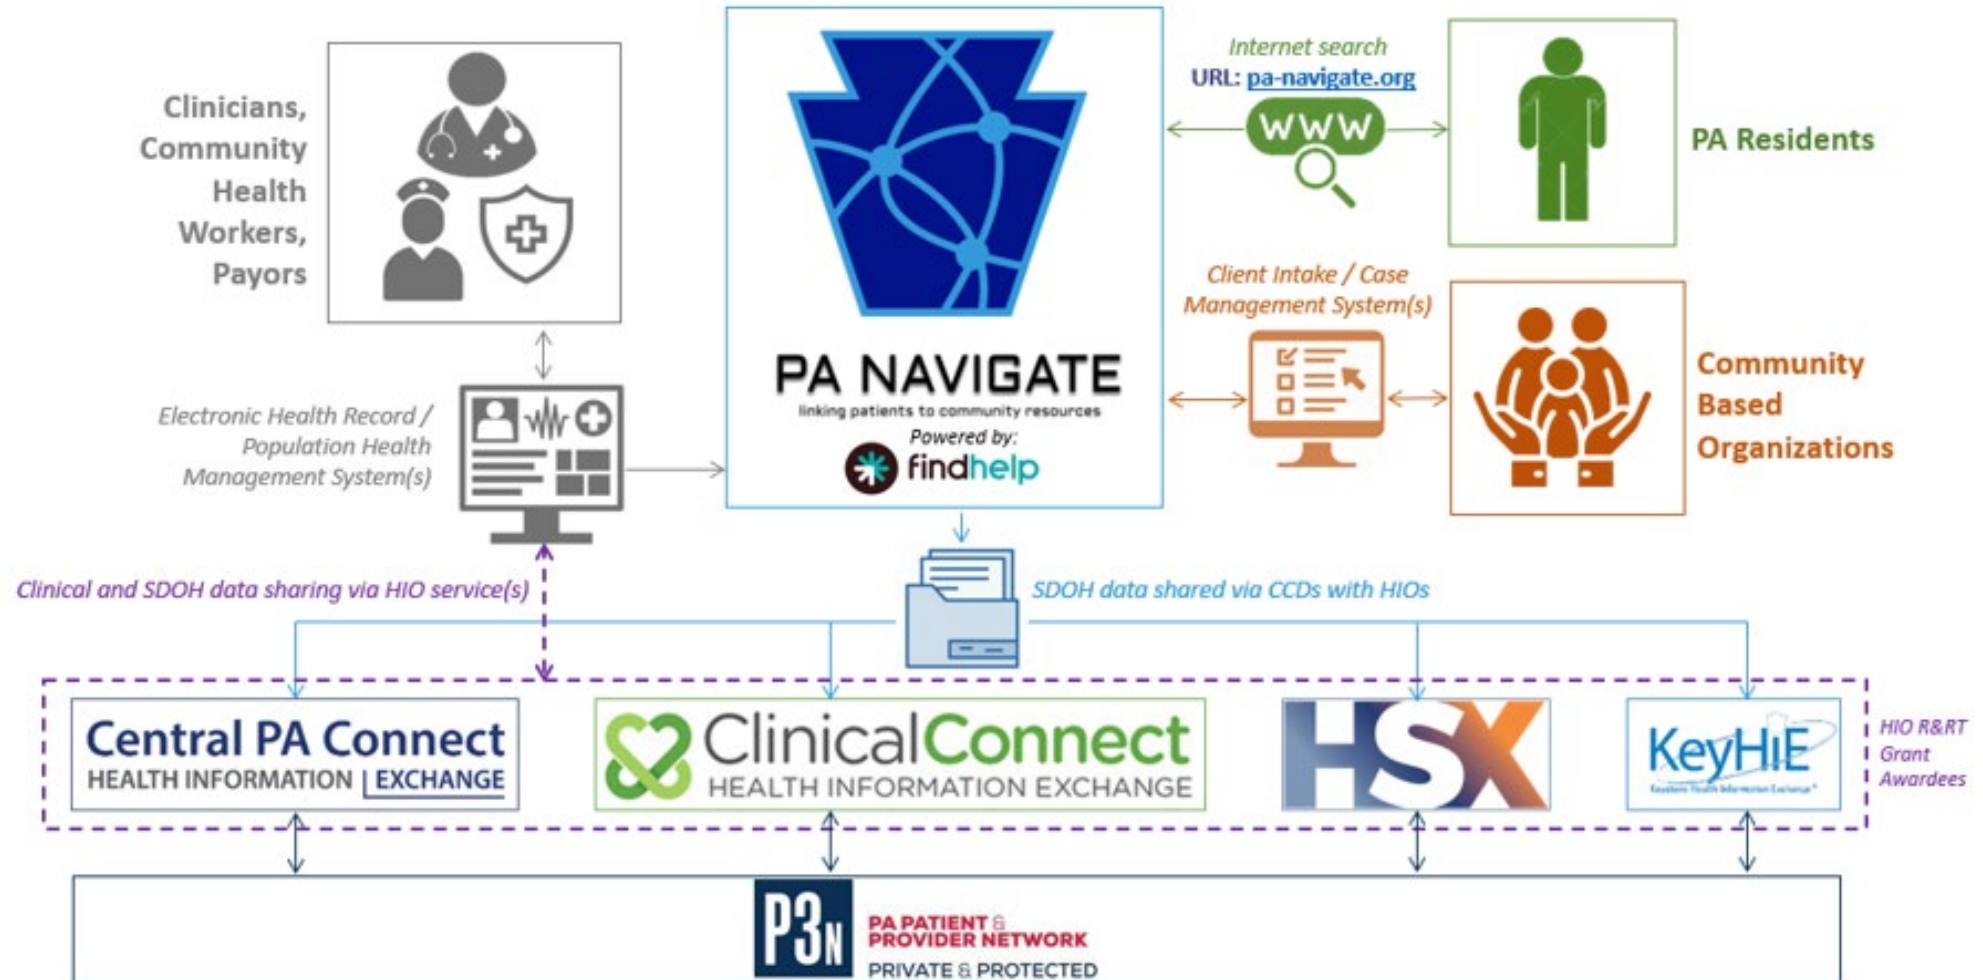 Clinicians,
Community
Health
Workers,
Payors
Electronic Health Record /
Population Health
Management System(s)
PA NAVIGATE
linking patients to community resources
Powered by:
findhelp
Internet search
URL: pa-navigate.org
WWW
PA Residents
Client Intake / Case
Management System(s)
Community
Based
Organizations
Clinical and SDOH data sharing via HIO service(s)
SDOH data shared via CCDs with HIOs
Central PA Connect
HEALTH INFORMATION EXCHANGE
ClinicalConnect
HEALTH INFORMATION EXCHANGE
HSX
KeyHIE
Keystone Health Information Exchange
HIO R&RT
Grant
Awardees
P3N
PA PATIENT &
PROVIDER NETWORK
PRIVATE & PROTECTED